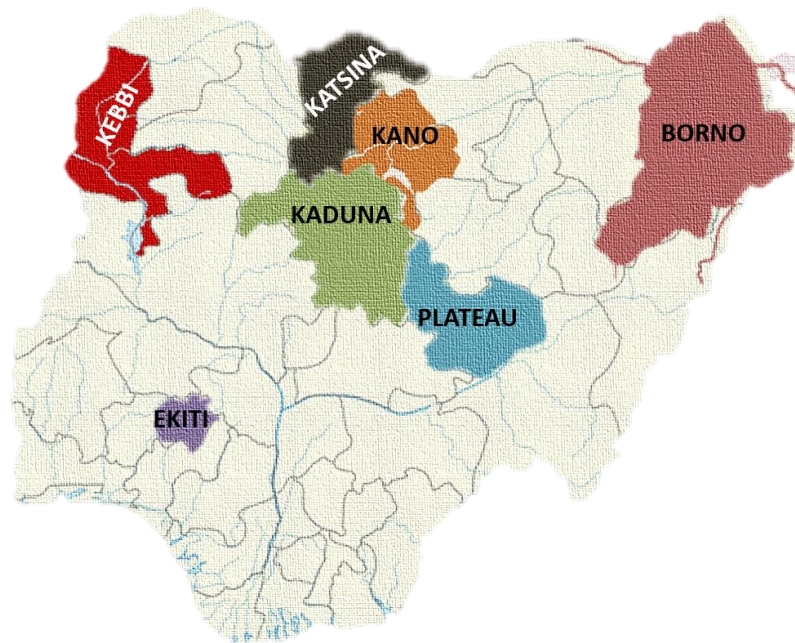 KEBBI
KATSINA
KANO
BORNO
KADUNA
PLATEAU
EKITI